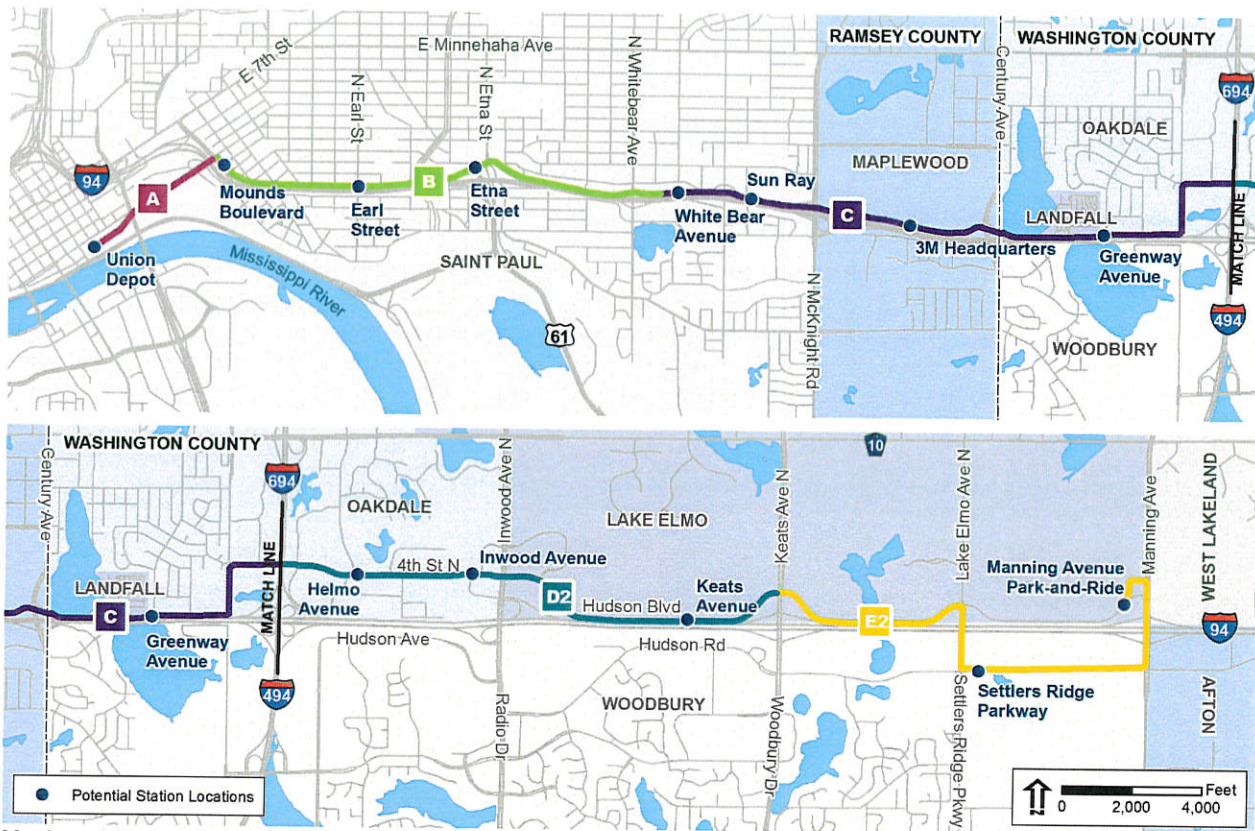 E 7th St
E Minnehaha Ave
N Earl St
N Etna St
N Whitebear Ave
RAMSEY COUNTY
WASHINGTON COUNTY
Century Ave
694
OAKDALE
MAPLEWOOD
94
A
Mounds
Boulevard
Earl
Street
B
Etna
Street
White Bear
Avenue
Sun Ray
C
3M Headquarters
LANDFALL
Greenway
Avenue
MATCH LINE
Union
Depot
Mississippi River
SAINT PAUL
61
N McKnight Rd
494
WOODBURY
WASHINGTON COUNTY
Century Ave
694
OAKDALE
Inwood Ave N
LAKE ELMO
Keats Ave N
10
Lake Elmo Ave N
Manning Ave
WEST LAKELAND
LANDFALL
C
Greenway
Avenue
MATCH LINE
Helmo
Avenue
4th St N
Inwood Avenue
D2
Hudson Blvd
Keats
Avenue
E2
Manning Avenue
Park-and-Ride
94
Hudson Ave
Hudson Rd
494
Radio Dr
WOODBURY
Woodbury Dr
Settlers Ridge Pkwy
Settlers Ridge
Parkway
AFTON
Potential Station Locations
N
Feet
0 2,000 4,000